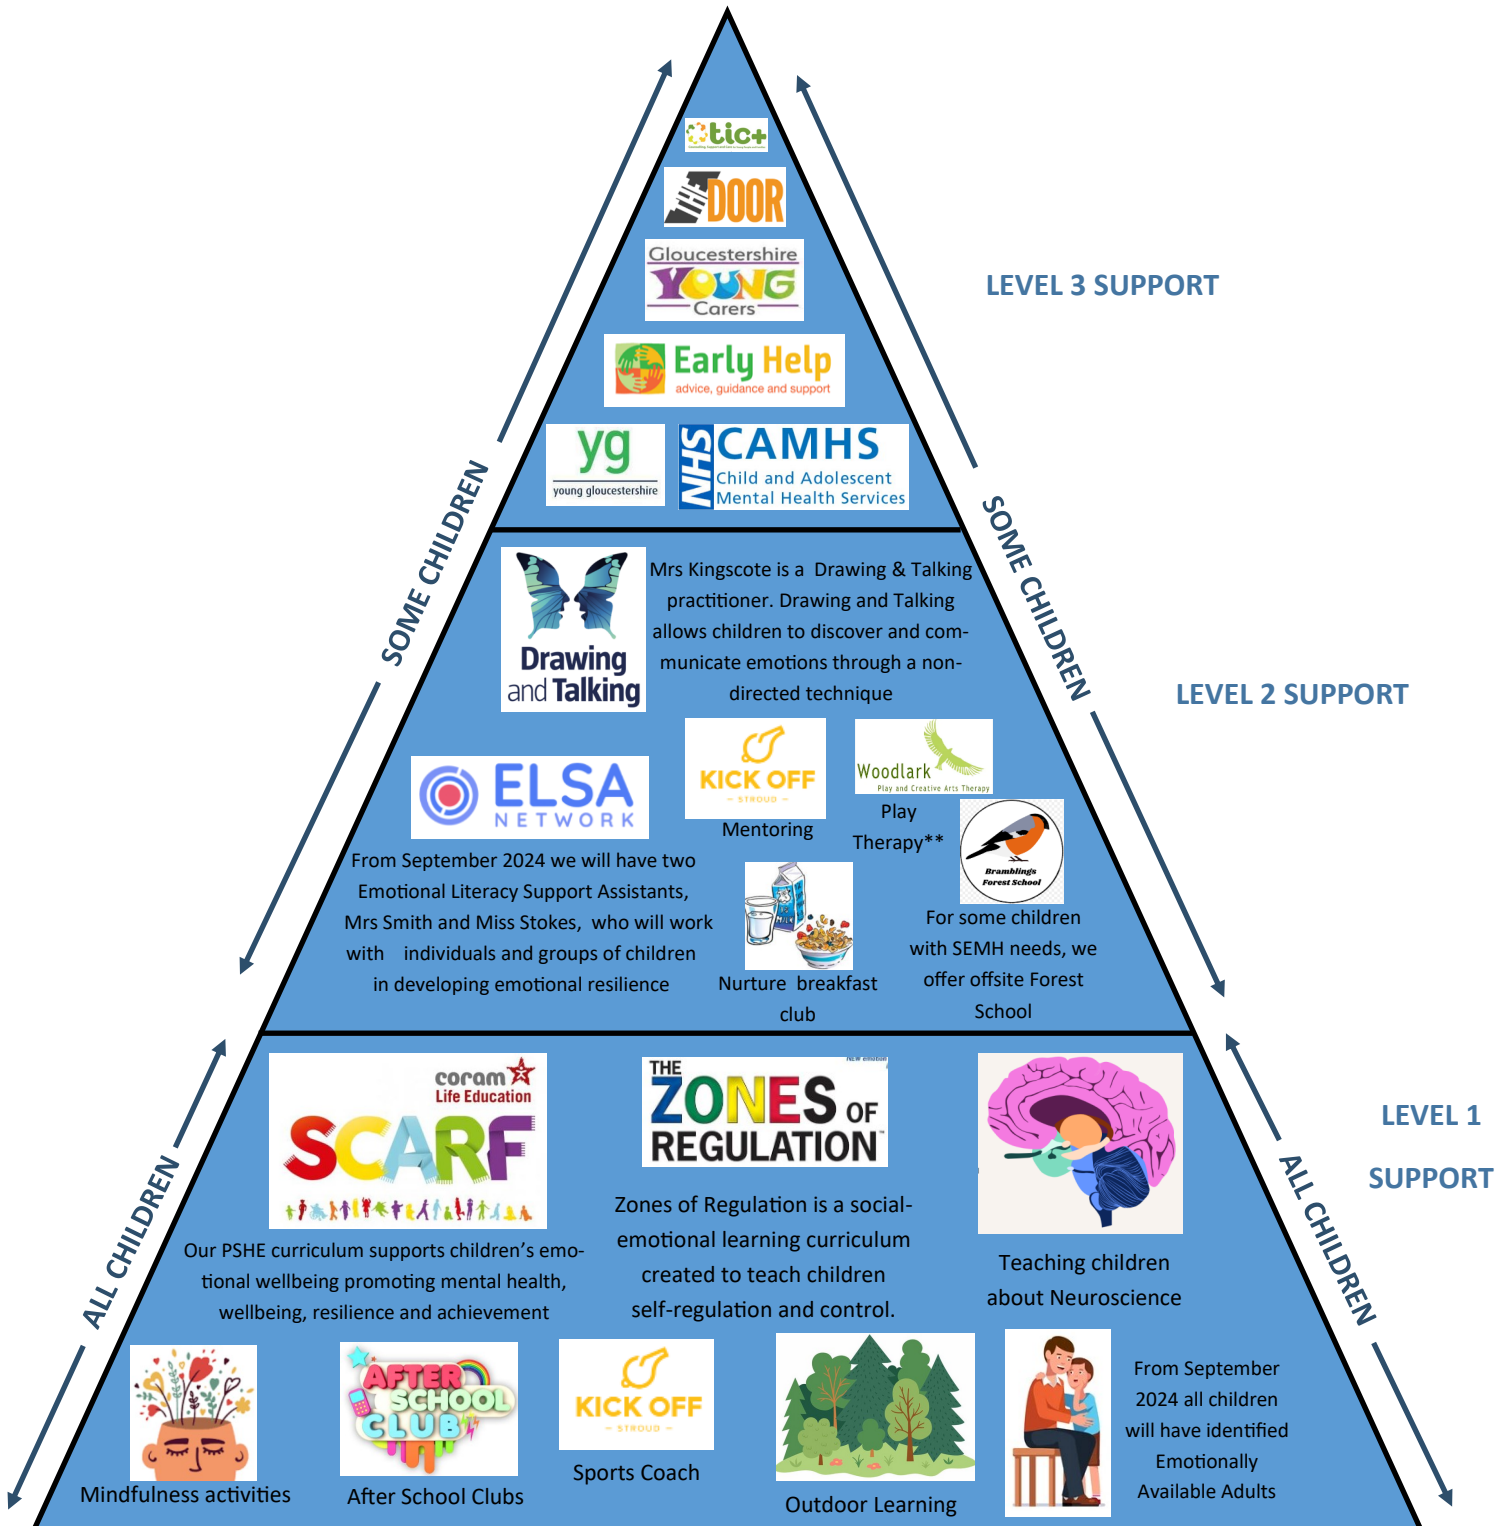 tic+
THE DOOR
Gloucestershire
YOUNG
Carers
LEVEL 3 SUPPORT
Early Help
advice, guidance and support
yg
young gloucestershire
NHS
CAMHS
Child and Adolescent
Mental Health Services
SOME CHILDREN
SOME CHILDREN
Drawing
and Talking
Mrs Kingscote is a Drawing & Talking
practitioner. Drawing and Talking
allows children to discover and com-
municate emotions through a non-
directed technique
LEVEL 2 SUPPORT
ELSA
NETWORK
From September 2024 we will have two
Emotional Literacy Support Assistants,
Mrs Smith and Miss Stokes, who will work
with individuals and groups of children
in developing emotional resilience
KICK OFF
– STROUD –
Mentoring
Woodlark
Play and Creative Arts Therapy
Play
Therapy**
MILK
Nurture breakfast
club
Bramblings
Forest School
For some children
with SEMH needs, we
offer offsite Forest
School
coram
Life Education
SCARF
Our PSHE curriculum supports children's emo-
tional wellbeing promoting mental health,
wellbeing, resilience and achievement
NEW
THE
ZONES OF
REGULATION
Zones of Regulation is a social-
emotional learning curriculum
created to teach children
self-regulation and control.
Teaching children
about Neuroscience
LEVEL 1
SUPPORT
ALL CHILDREN
ALL CHILDREN
Mindfulness activities
AFTER
SCHOOL
CLUB
After School Clubs
KICK OFF
– STROUD –
Sports Coach
Outdoor Learning
From September
2024 all children
will have identified
Emotionally
Available Adults